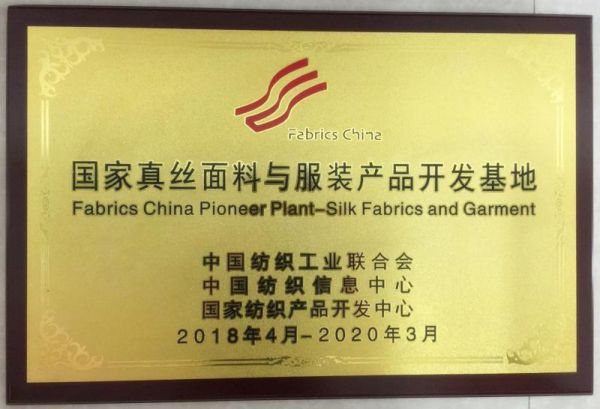 Fabrics China
国家真丝面料与服装产品开发基地
Fabrics China Pioneer Plant-Silk Fabrics and Garment
中国纺织工业联合会
中国纺织信息中心
国家纺织产品开发中心
2018年4月-2020年3月